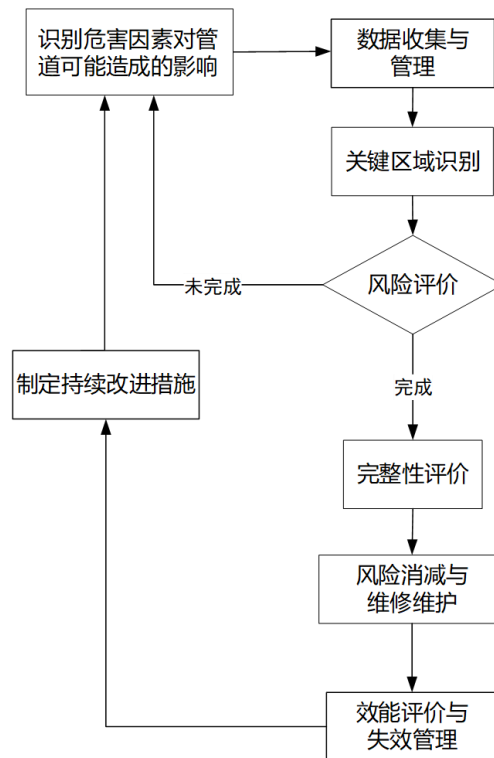 识别危害因素对管
道可能造成的影响
数据收集与
管理
关键区域识别
风险评价
未完成
完成
制定持续改进措施
完整性评价
风险消减与
维修维护
效能评价与
失效管理